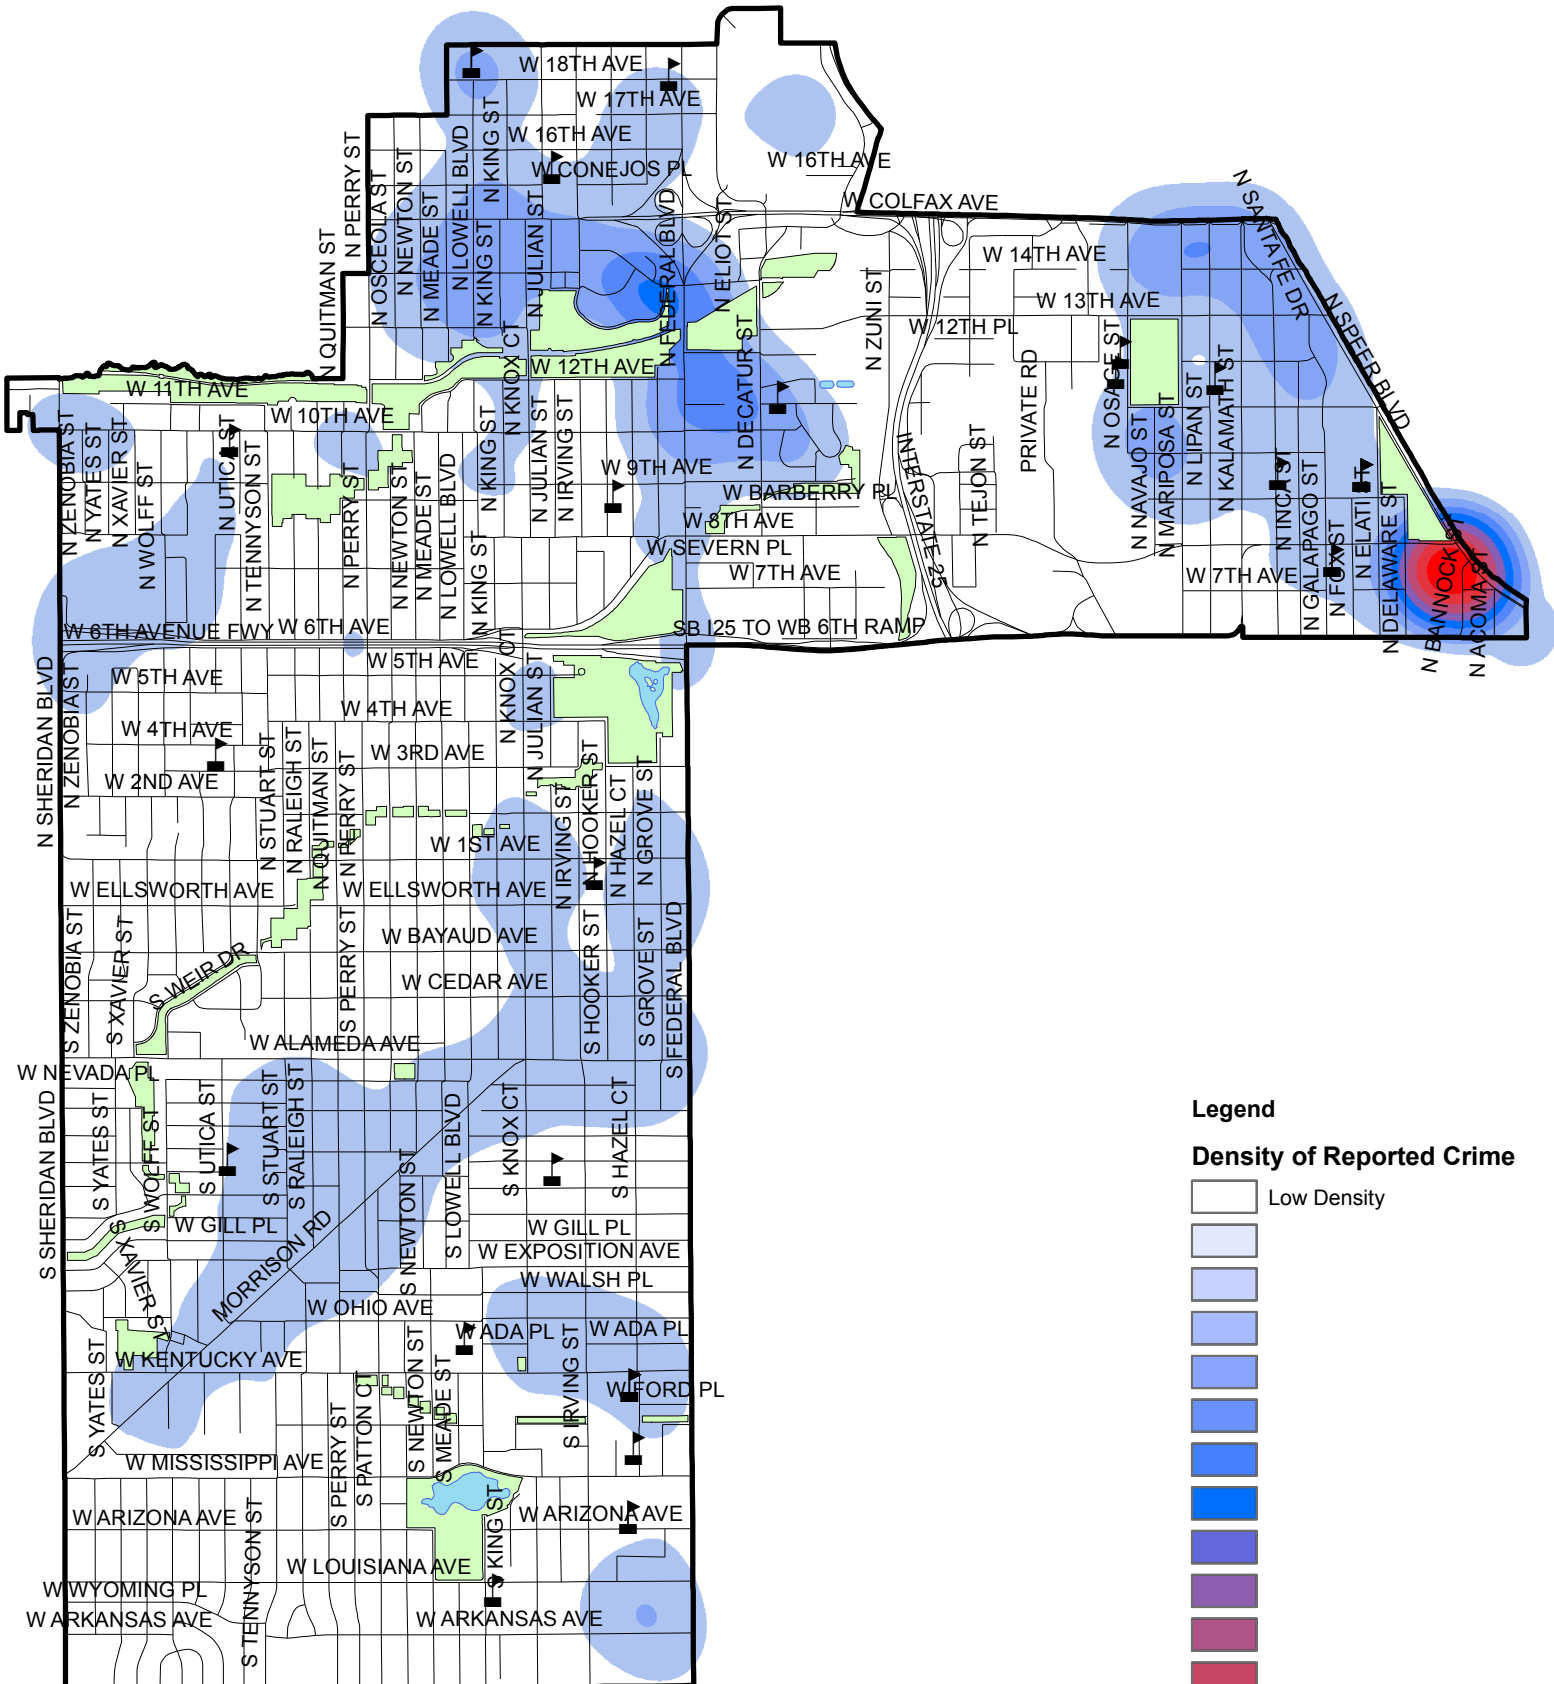 W 18TH AVE
W 17TH AVE
W 16TH AVE
W CONEJOS PL
W 16TH AVE
W COLFAX AVE
N PERRY ST
N QUITMAN ST
N OSCEOLA ST
N NEWTON ST
N MEADE ST
N LOWELL BLVD
N KING ST
N KING ST
N JULIAN ST
N KNOX CT
N FEDERAL BLVD
N ELIOT ST
N DECATUR ST
N ZUNI ST
W 14TH AVE
W 13TH AVE
W 12TH PL
N SANTA FE DR
N SPEER BLVD
PRIVATE RD
N OSAGE ST
W 12TH AVE
W 11TH AVE
W 10TH AVE
W 9TH AVE
W BARBERRY PL
W 8TH AVE
W SEVERN PL
W 7TH AVE
W 7TH AVE
N ZENOBIA ST
N YATES ST
N XAVIER ST
N WOLFF ST
N UTICA ST
N TENNYSON ST
N PERRY ST
N NEWTON ST
N MEADE ST
N LOWELL BLVD
N KING ST
N KING ST
N JULIAN ST
N IRVING ST
INTERSTATE 25
N TEJON ST
N NAVAJO ST
N MARIPOSA ST
N LIPAN ST
N KALAMATH ST
N INCA ST
N GALAPAGO ST
N FOX ST
N ELATI ST
N DELAWARE ST
N BANNOCK ST
N ACOMA ST
W 6TH AVENUE FWY
W 6TH AVE
SB I25 TO WB 6TH RAMP
W 5TH AVE
W 5TH AVE
W 4TH AVE
W 4TH AVE
W 3RD AVE
W 2ND AVE
W 1ST AVE
N SHERIDAN BLVD
N ZENOBIA ST
N STUART ST
N RALEIGH ST
N QUITMAN ST
N PERRY ST
N KNOX CT
N JULIAN ST
N IRVING ST
N HOOKER ST
N HAZEL CT
N GROVE ST
W ELLSWORTH AVE
W ELLSWORTH AVE
W BAYAUD AVE
W CEDAR AVE
S WEIR DR
S ZENOBIA ST
S XAVIER ST
S PERRY ST
S HOOKER ST
S GROVE ST
S FEDERAL BLVD
W ALAMEDA AVE
W NEVADA PL
S SHERIDAN BLVD
S YATES ST
S WOLFF ST
S UTICA ST
S STUART ST
S RALEIGH ST
S NEWTON ST
S LOWELL BLVD
S KNOX CT
S HAZEL CT
W GILL PL
W GILL PL
W EXPOSITION AVE
W WALSH PL
S XAVIER ST
MORRISON RD
W OHIO AVE
W ADA PL
W ADA PL
W KENTUCKY AVE
W FORD PL
S YATES ST
S PERRY ST
S PATTON CT
S NEWTON ST
S MEADE ST
S IRVING ST
W MISSISSIPPI AVE
W ARIZONA AVE
W ARIZONA AVE
S KING ST
S TENNYSON ST
W LOUISIANA AVE
W WYOMING PL
W ARKANSAS AVE
W ARKANSAS AVE
Legend
Density of Reported Crime
Low Density